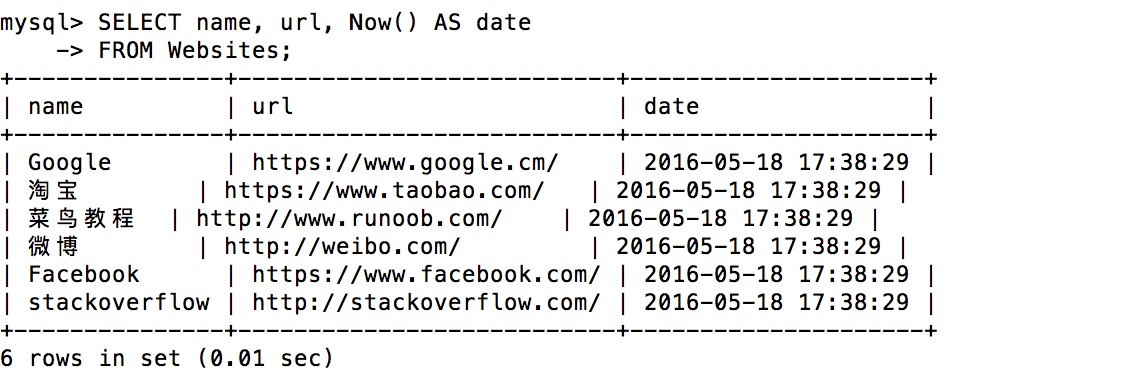 mysql> SELECT name, url, Now() AS date
    -> FROM Websites;
+---------------+----------------------------+---------------------+
| name          | url                        | date                |
+---------------+----------------------------+---------------------+
| Google        | https://www.google.cm/    | 2016-05-18 17:38:29 |
| 淘宝        | https://www.taobao.com/   | 2016-05-18 17:38:29 |
| 菜鸟教程  | http://www.runoob.com/    | 2016-05-18 17:38:29 |
| 微博        | http://weibo.com/         | 2016-05-18 17:38:29 |
| Facebook      | https://www.facebook.com/ | 2016-05-18 17:38:29 |
| stackoverflow | http://stackoverflow.com/ | 2016-05-18 17:38:29 |
+---------------+----------------------------+---------------------+
6 rows in set (0.01 sec)